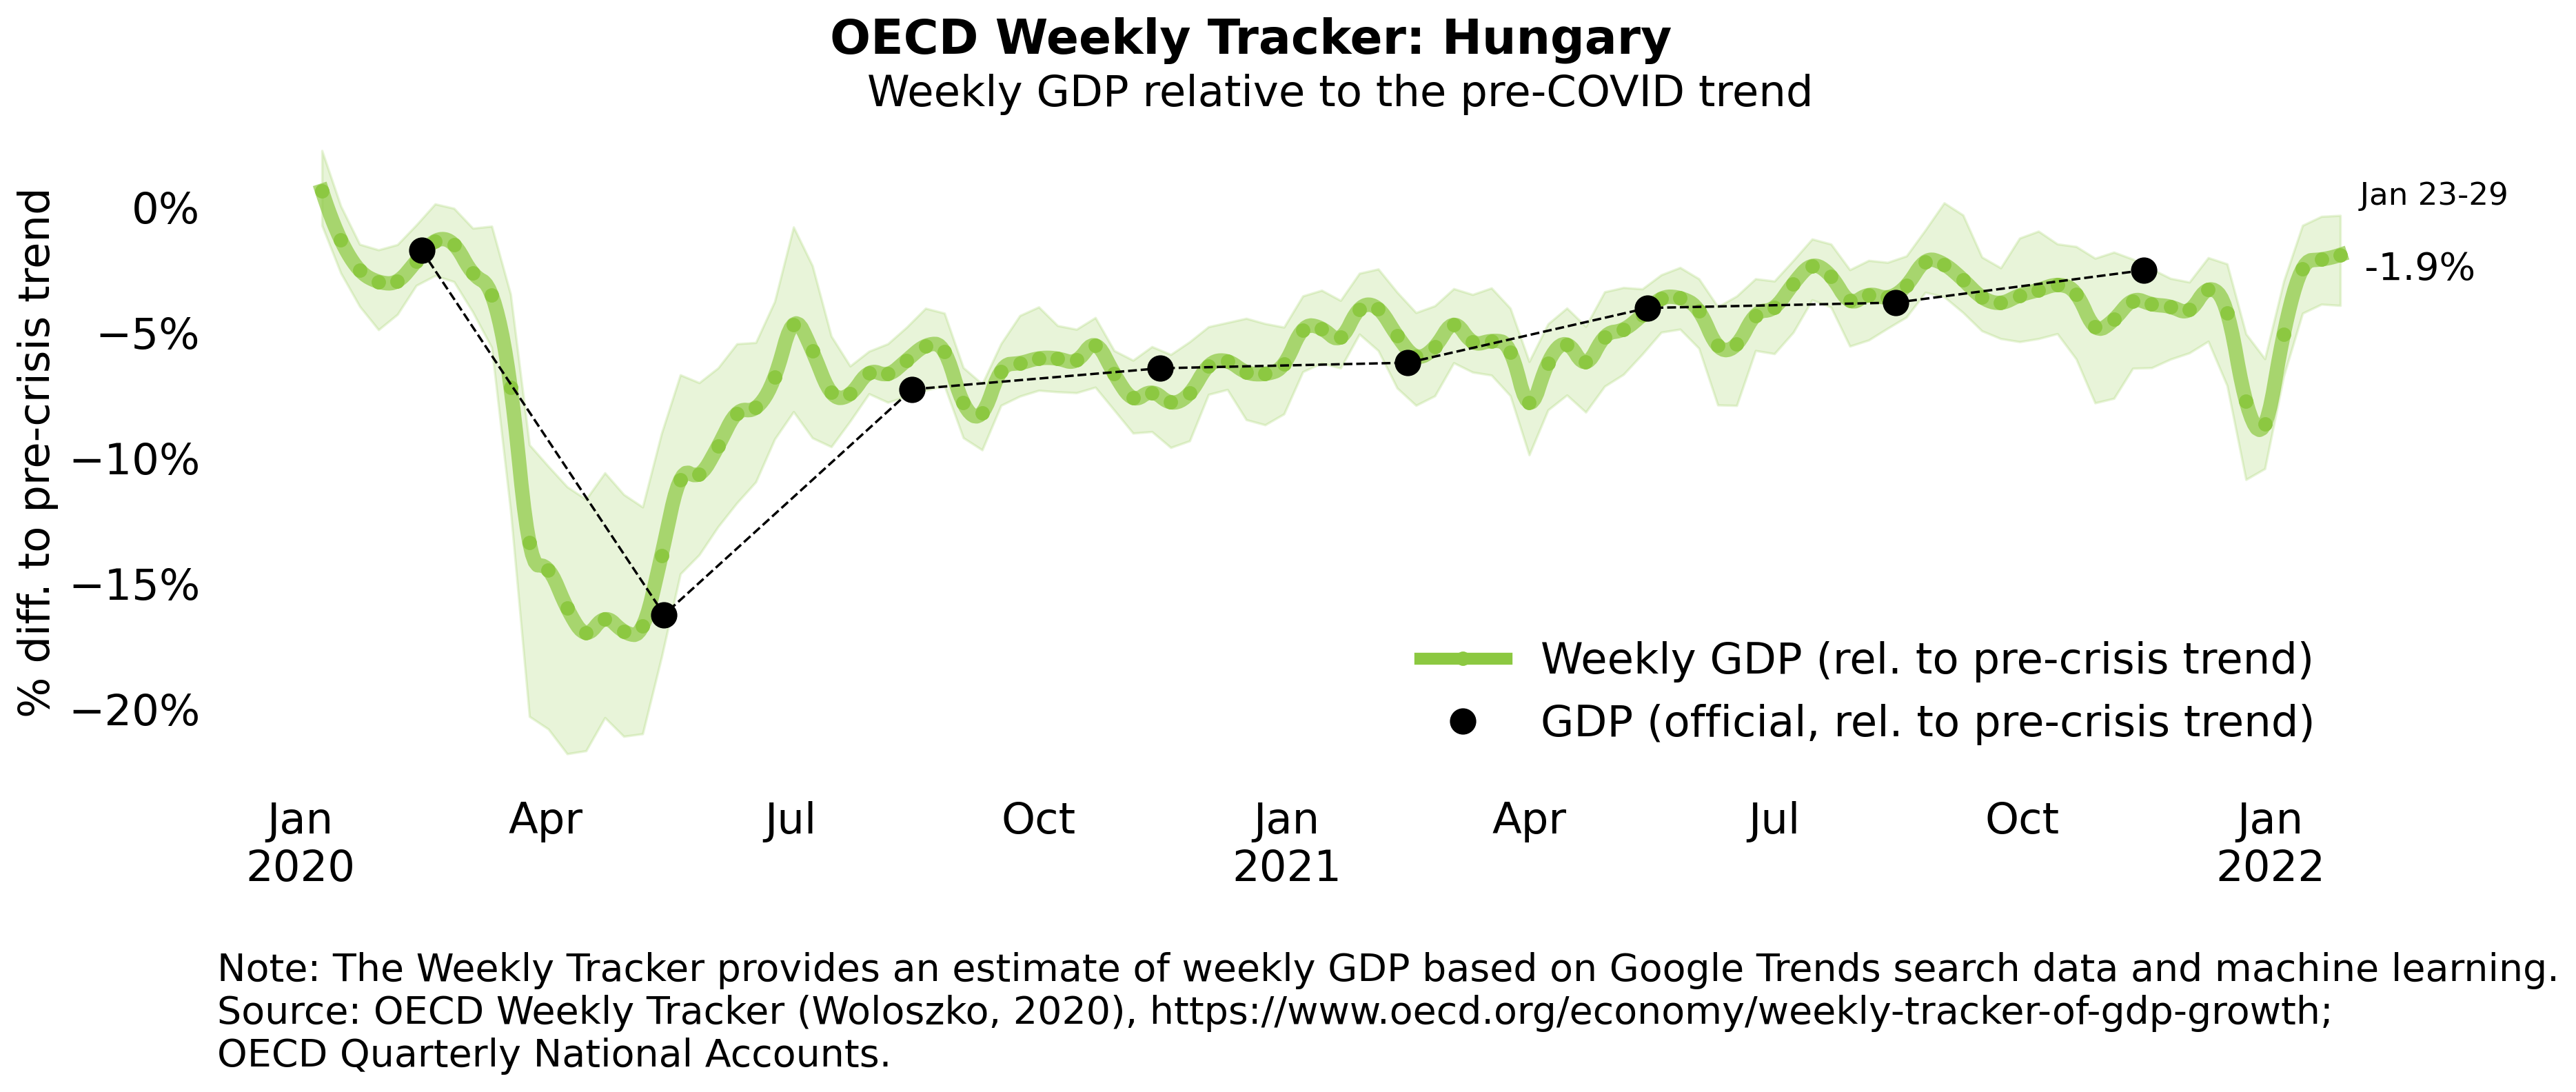 OECD Weekly Tracker: Hungary
Weekly GDP relative to the pre-COVID trend
% diff. to pre-crisis trend
0%
−5%
−10%
−15%
−20%
Jan 23-29
-1.9%
Weekly GDP (rel. to pre-crisis trend)
GDP (official, rel. to pre-crisis trend)
Jan Apr Jul Oct Jan Apr Jul Oct Jan
2020 2021 2022
Note: The Weekly Tracker provides an estimate of weekly GDP based on Google Trends search data and machine learning.
Source: OECD Weekly Tracker (Woloszko, 2020), https://www.oecd.org/economy/weekly-tracker-of-gdp-growth;
OECD Quarterly National Accounts.